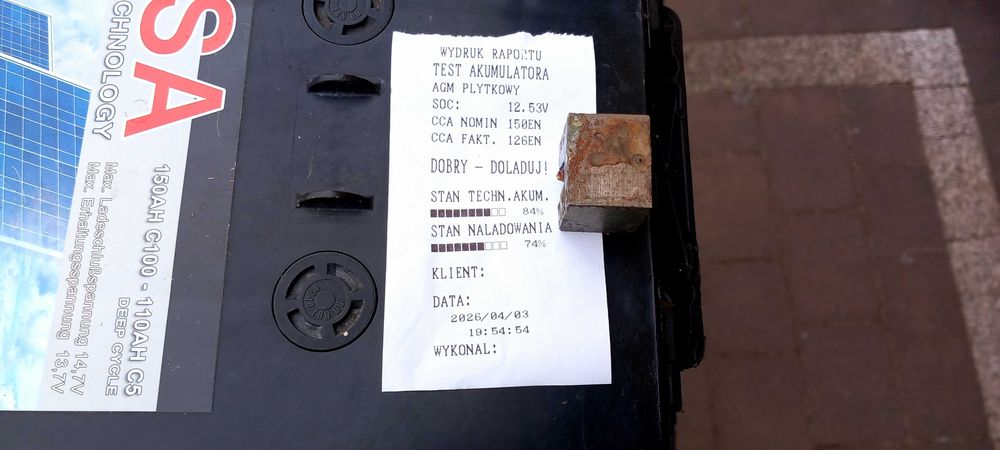 SA
CHNOLOGY
150AH C100 - 110AH C5
DEEP CYCLE
Max. Ladeschlußspannung 14,7V
Max. Erhaltungsspannung 13,7V
WYDRUK RAPORTU
TEST AKUMULATORA
AGM PLYTKOWY
SOC: 12.53V
CCA NOMIN 150EN
CCA FAKT. 126EN
DOBRY - DOLADUJ!
STAN TECHN.AKUM.
84%
STAN NALADOWANIA
74%
KLIENT:
DATA:
2026/04/03
19:54:54
WYKONAL: